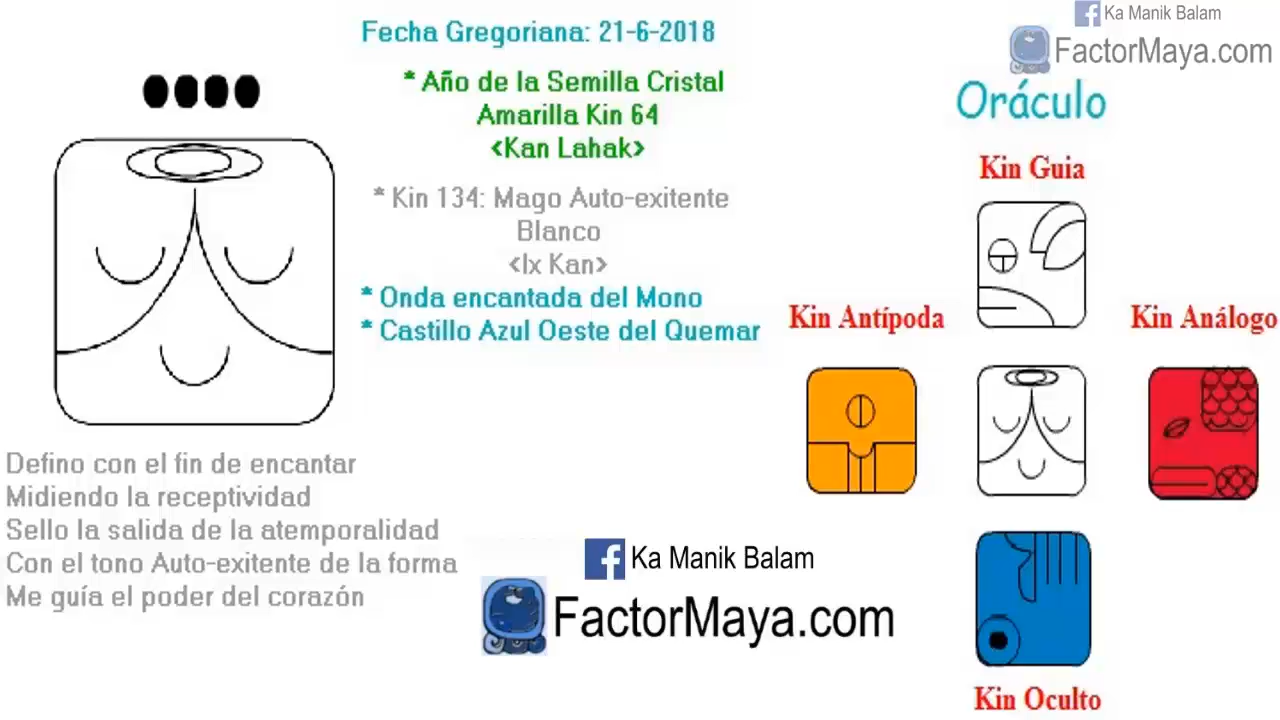 Fecha Gregoriana: 21-6-2018
* Año de la Semilla Cristal
Amarilla Kin 64
<Kan Lahak>
* Kin 134: Mago Auto-exitente
Blanco
<Ix Kan>
* Onda encantada del Mono
* Castillo Azul Oeste del Quemar
Defino con el fin de encantar
Midiendo la receptividad
Sello la salida de la atemporalidad
Con el tono Auto-exitente de la forma
Me guía el poder del corazón
Ka Manik Balam
FactorMaya.com
Ka Manik Balam
FactorMaya.com
Oráculo
Kin Guia
Kin Antípoda
Kin Análogo
Kin Oculto